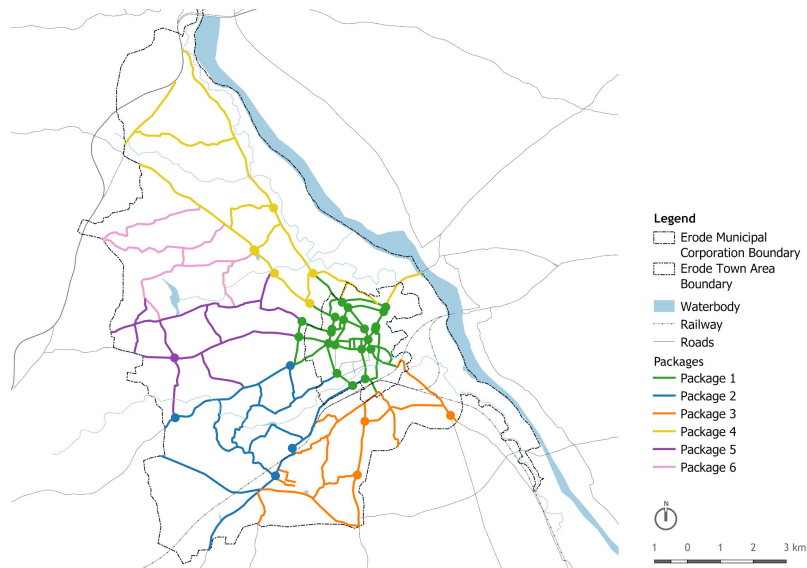 Legend
Erode Municipal
Corporation Boundary
Erode Town Area
Boundary
Waterbody
Railway
Roads
Packages
Package 1
Package 2
Package 3
Package 4
Package 5
Package 6
N
1 0 1 2 3 km